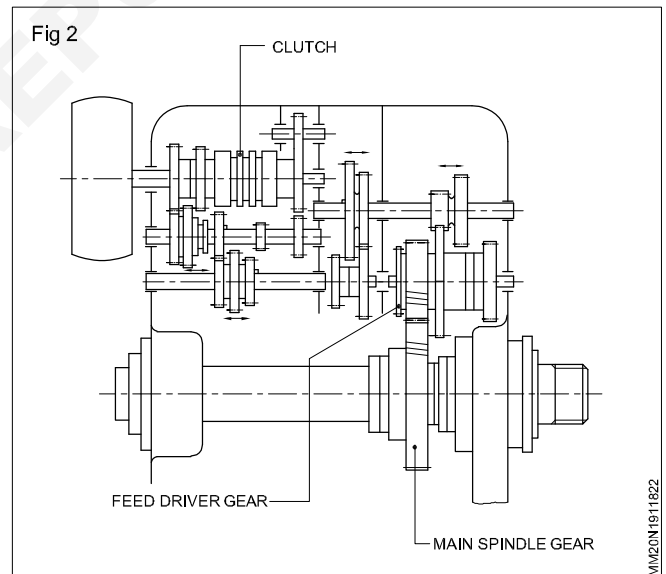 Fig 2
CLUTCH
FEED DRIVER GEAR
MAIN SPINDLE GEAR
MM20N1911822